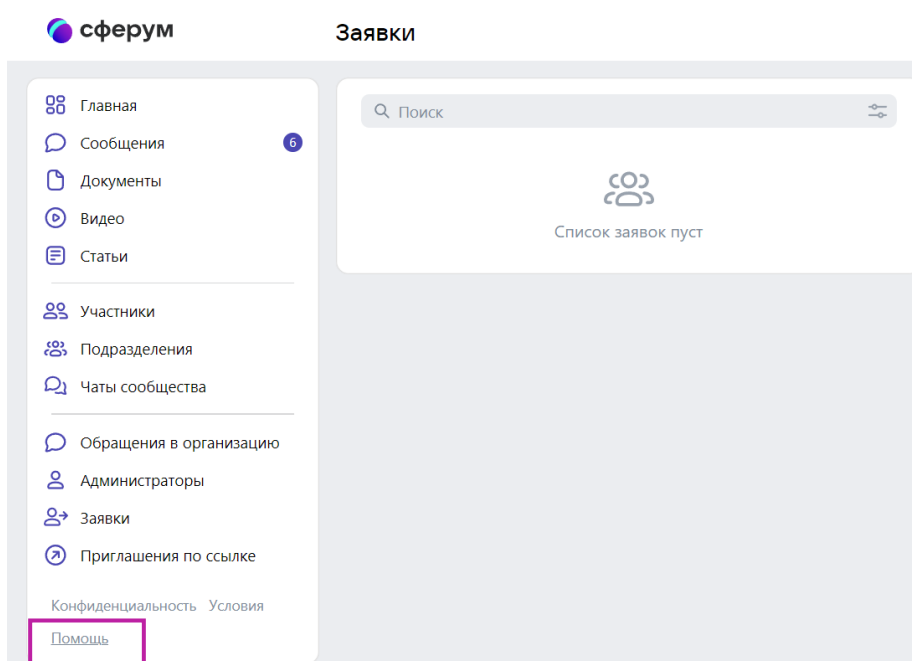 сферум
Заявки
Главная
Сообщения 6
Документы
Видео
Статьи
Участники
Подразделения
Чаты сообщества
Обращения в организацию
Администраторы
Заявки
Приглашения по ссылке
Конфиденциальность Условия
Помощь
Поиск
Список заявок пуст